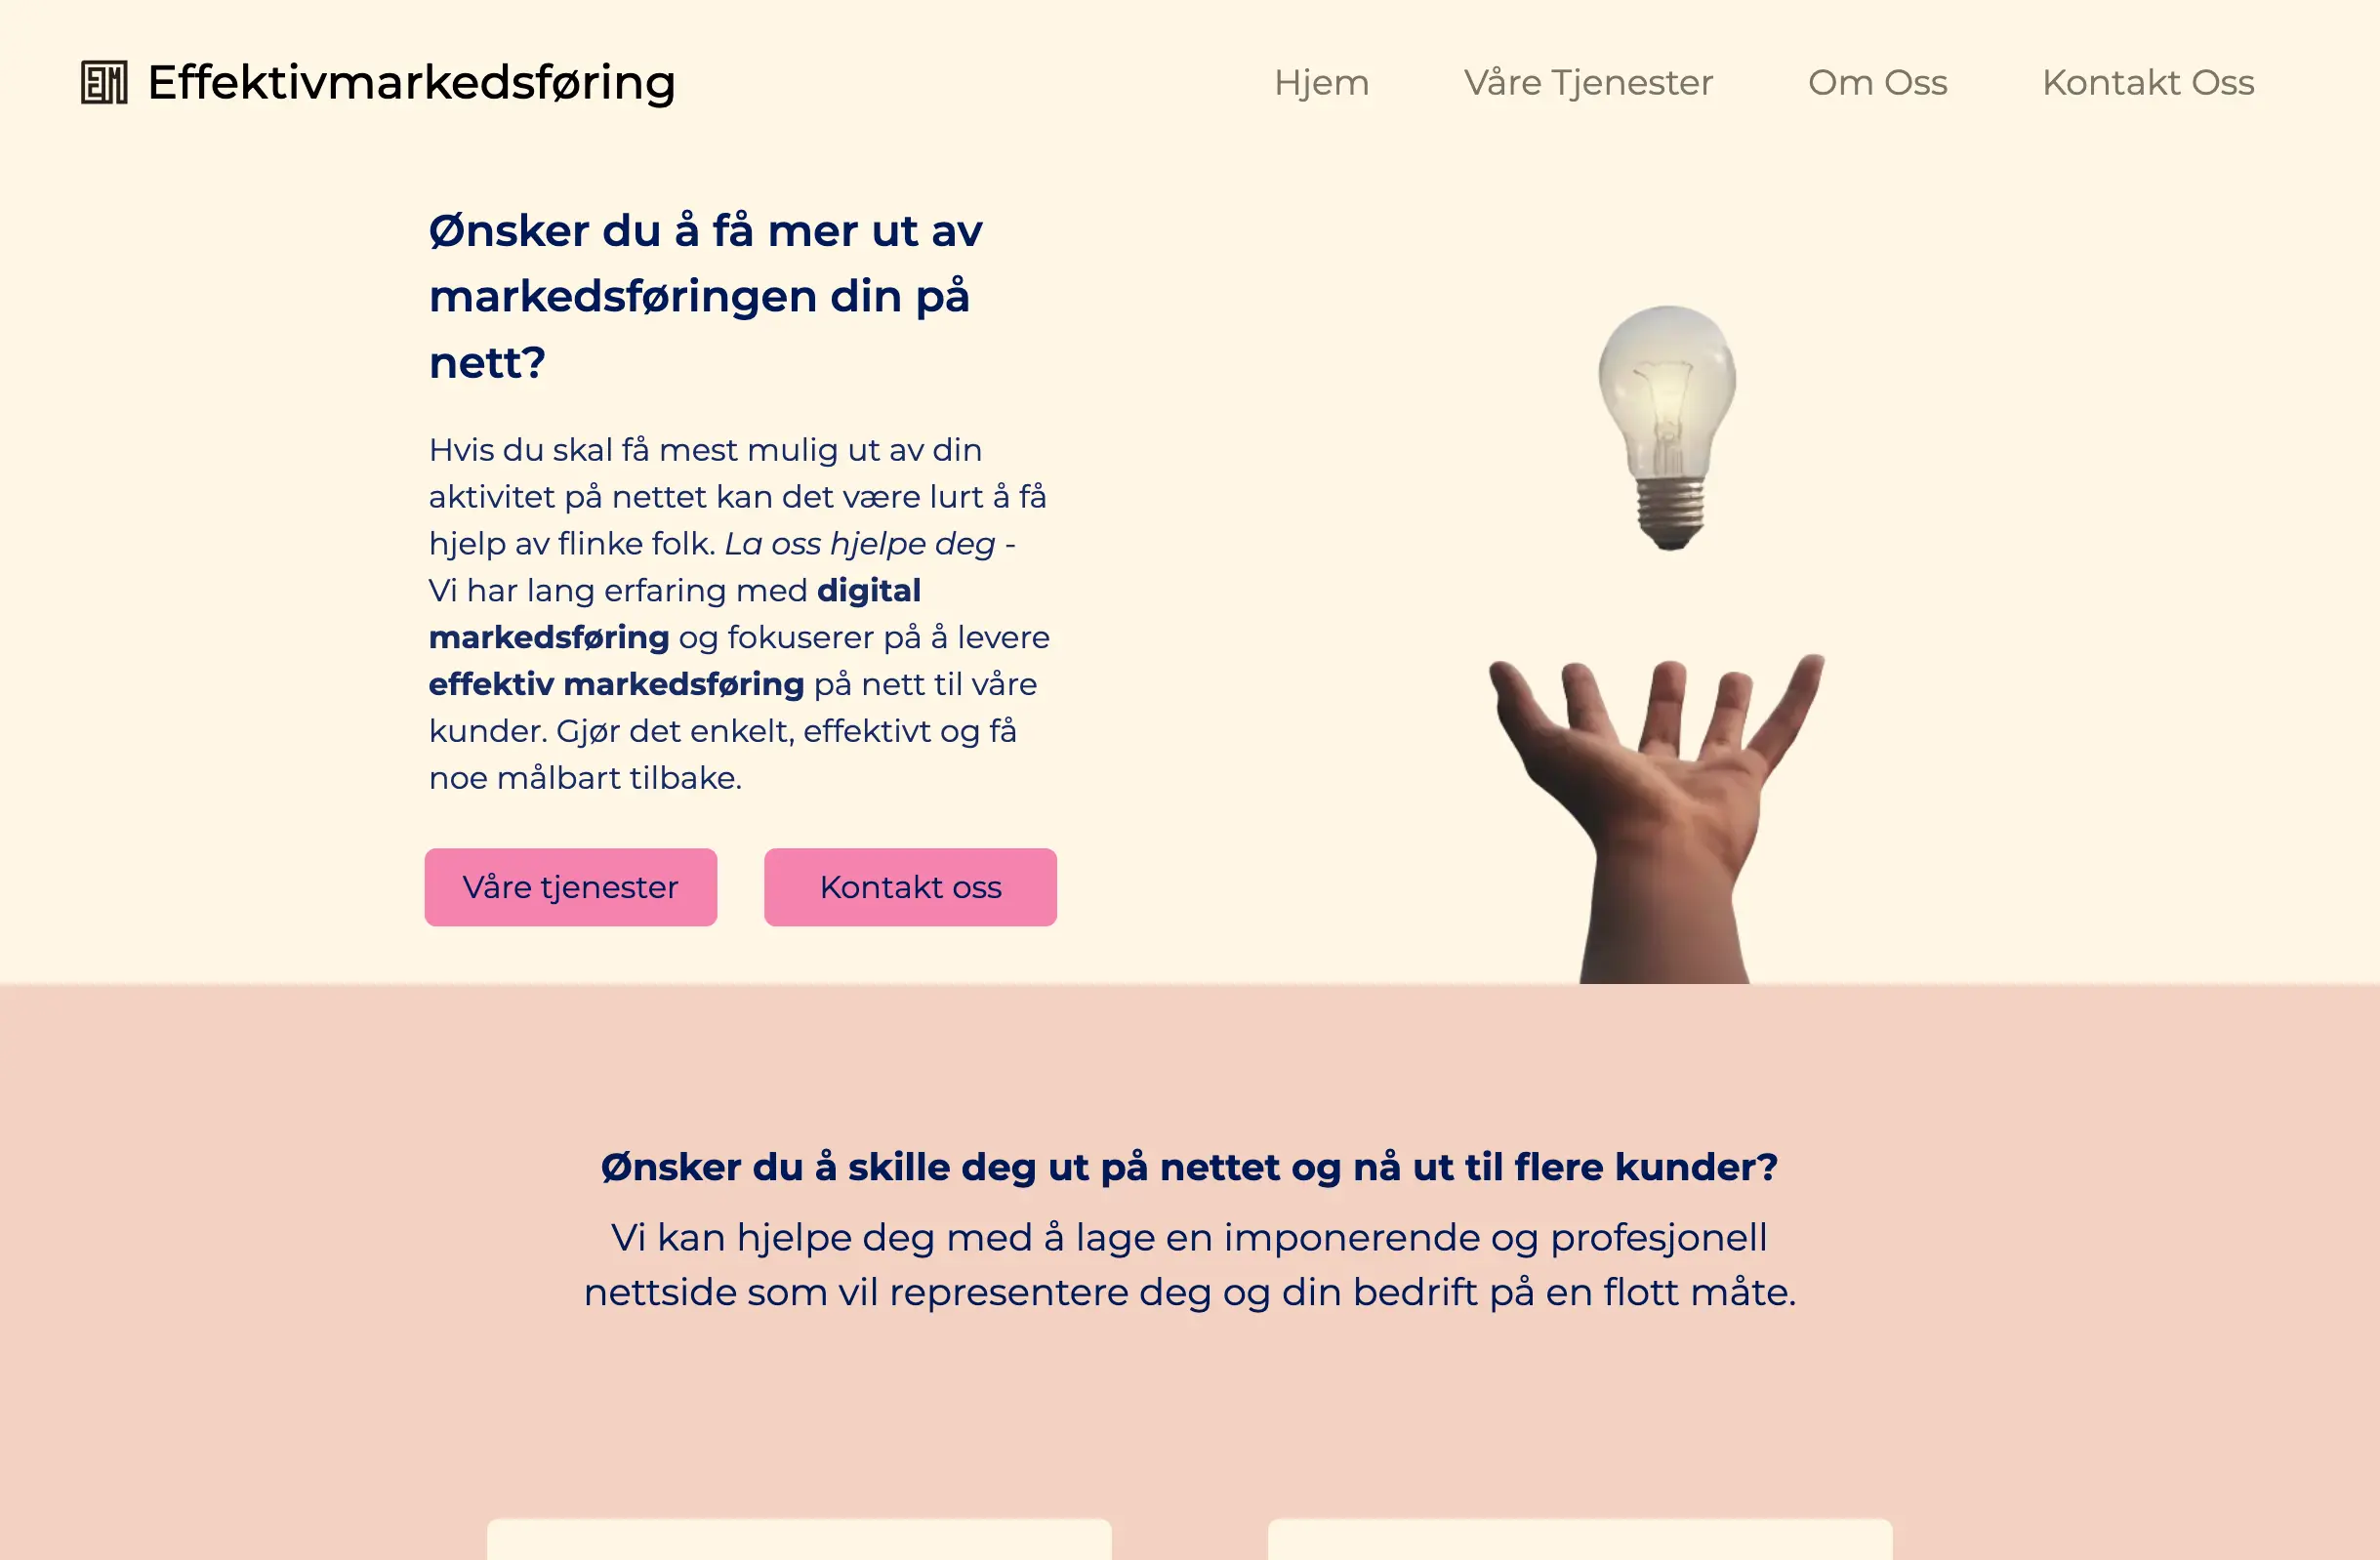 EM Effektivmarkedsføring
Hjem Våre Tjenester Om Oss Kontakt Oss
Ønsker du å få mer ut av
markedsføringen din på
nett?
Hvis du skal få mest mulig ut av din
aktivitet på nettet kan det være lurt å få
hjelp av flinke folk. La oss hjelpe deg -
Vi har lang erfaring med digital
markedsføring og fokuserer på å levere
effektiv markedsføring på nett til våre
kunder. Gjør det enkelt, effektivt og få
noe målbart tilbake.
Våre tjenester
Kontakt oss
Ønsker du å skille deg ut på nettet og nå ut til flere kunder?
Vi kan hjelpe deg med å lage en imponerende og profesjonell
nettside som vil representere deg og din bedrift på en flott måte.